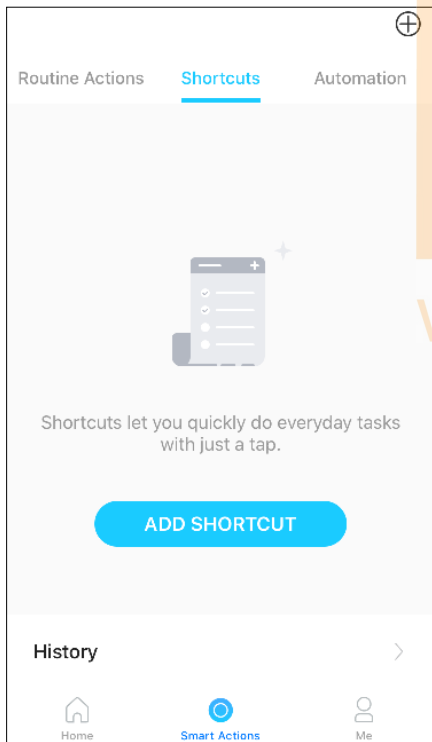 Routine Actions Shortcuts Automation
Shortcuts let you quickly do everyday tasks
with just a tap.
ADD SHORTCUT
History
Home Smart Actions Me